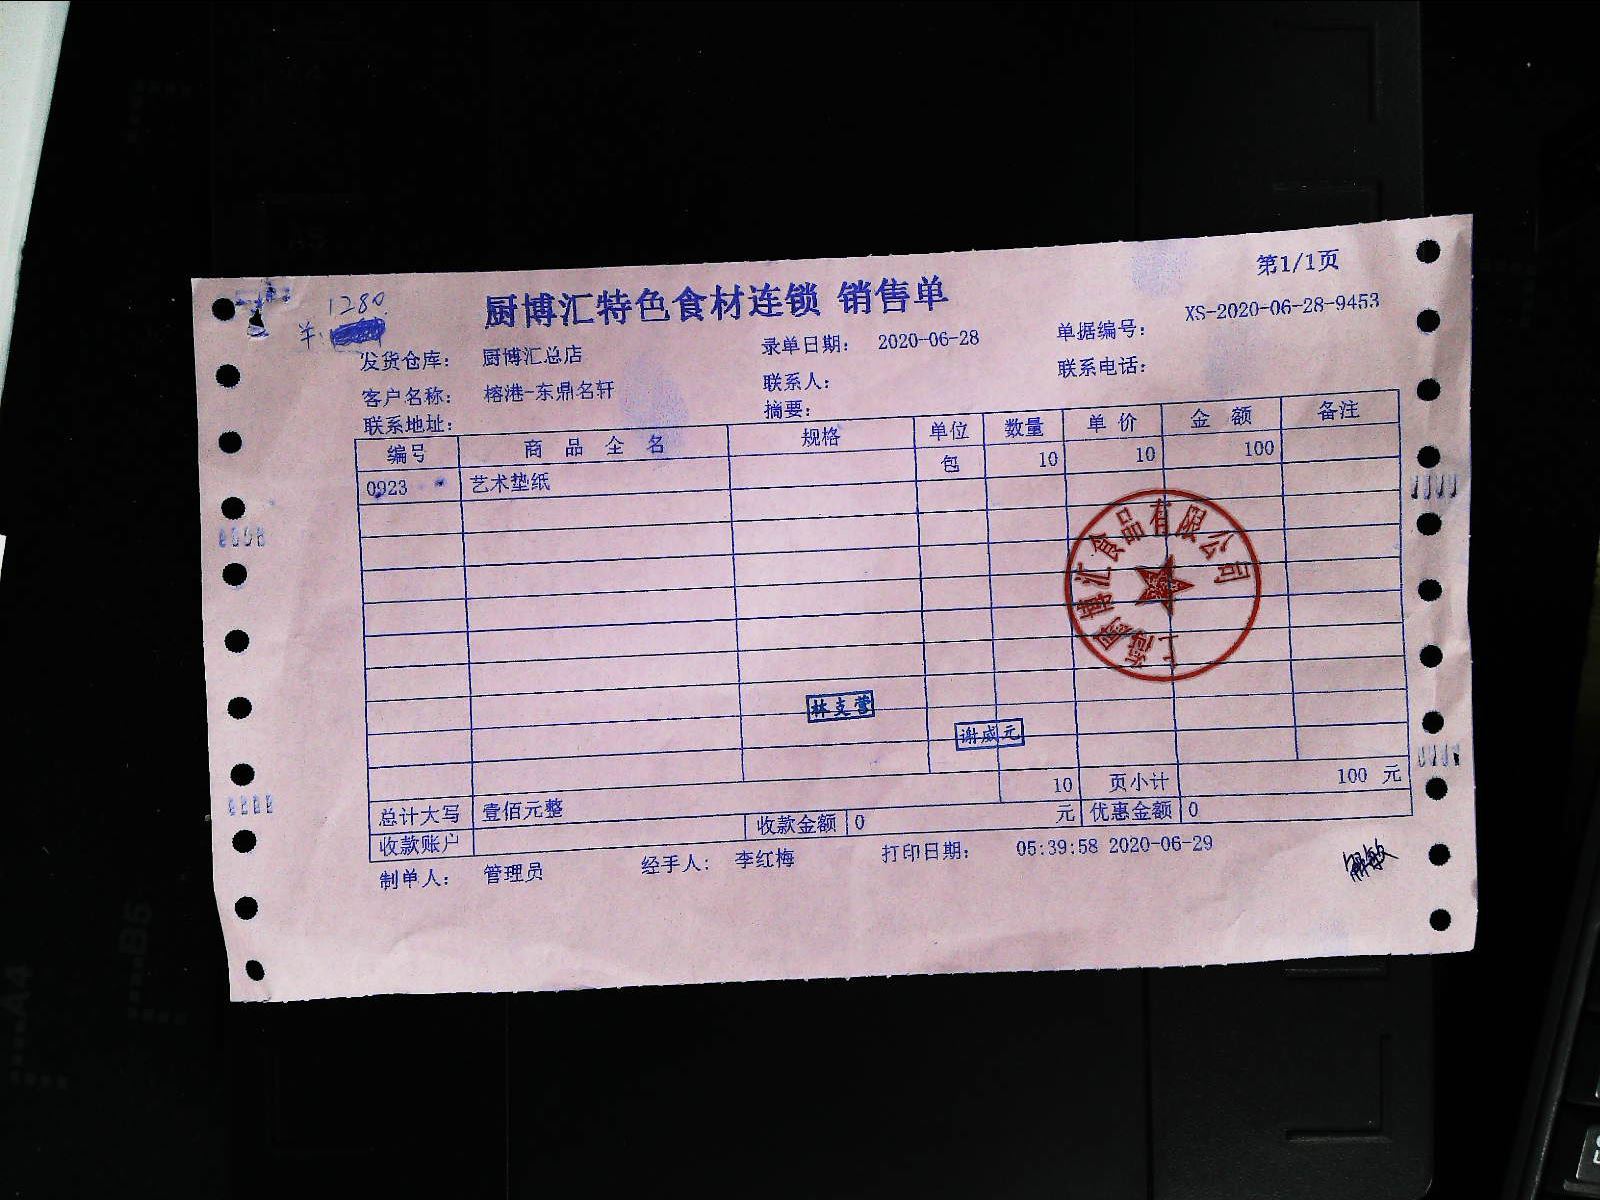 第1/1页
1280.
厨博汇特色食材连锁 销售单
XS-2020-06-28-9453
发货仓库： 厨博汇总店 录单日期： 2020-06-28 单据编号：
客户名称： 榕港-东鼎名轩 联系人： 联系电话：
联系地址： 摘要：
编号 商品全名 规格 单位 数量 单价 金额 备注
0923 艺术垫纸 包 10 10 100
上海厨博汇食品有限公司
林支营
谢威元
10 页小计 100 元
总计大写 壹佰元整
收款账户 收款金额 0 元 优惠金额 0
制单人： 管理员 经手人： 李红梅 打印日期： 05:39:58 2020-06-29